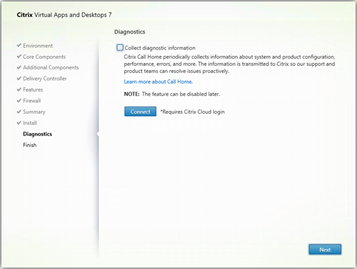 Citrix Virtual Apps and Desktops 7
Environment
Core Components
Additional Components
Delivery Controller
Features
Firewall
Summary
Install
Diagnostics
Finish
Diagnostics
Collect diagnostic information
Citrix Call Home periodically collects information about system and product configuration,
performance, errors, and more. The information is transmitted to Citrix so our support and
product teams can resolve issues proactively.
Learn more about Call Home.
NOTE: The feature can be disabled later.
Connect *Requires Citrix Cloud login
Next